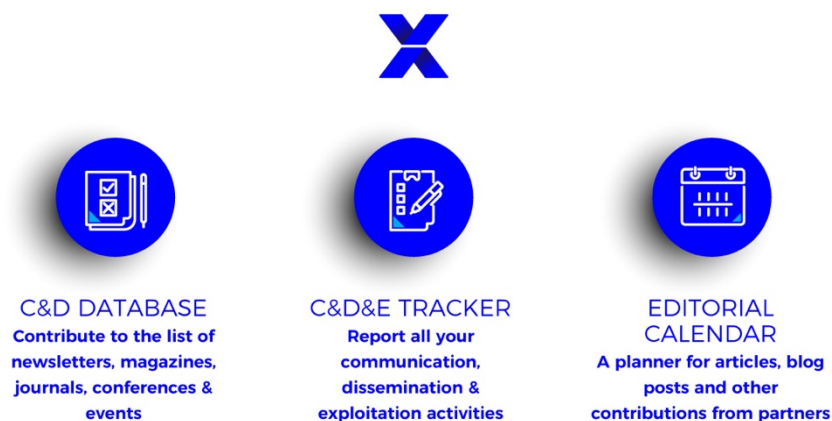 C&D DATABASE
Contribute to the list of
newsletters, magazines,
journals, conferences &
events
C&D&E TRACKER
Report all your
communication,
dissemination &
exploitation activities
EDITORIAL
CALENDAR
A planner for articles, blog
posts and other
contributions from partners